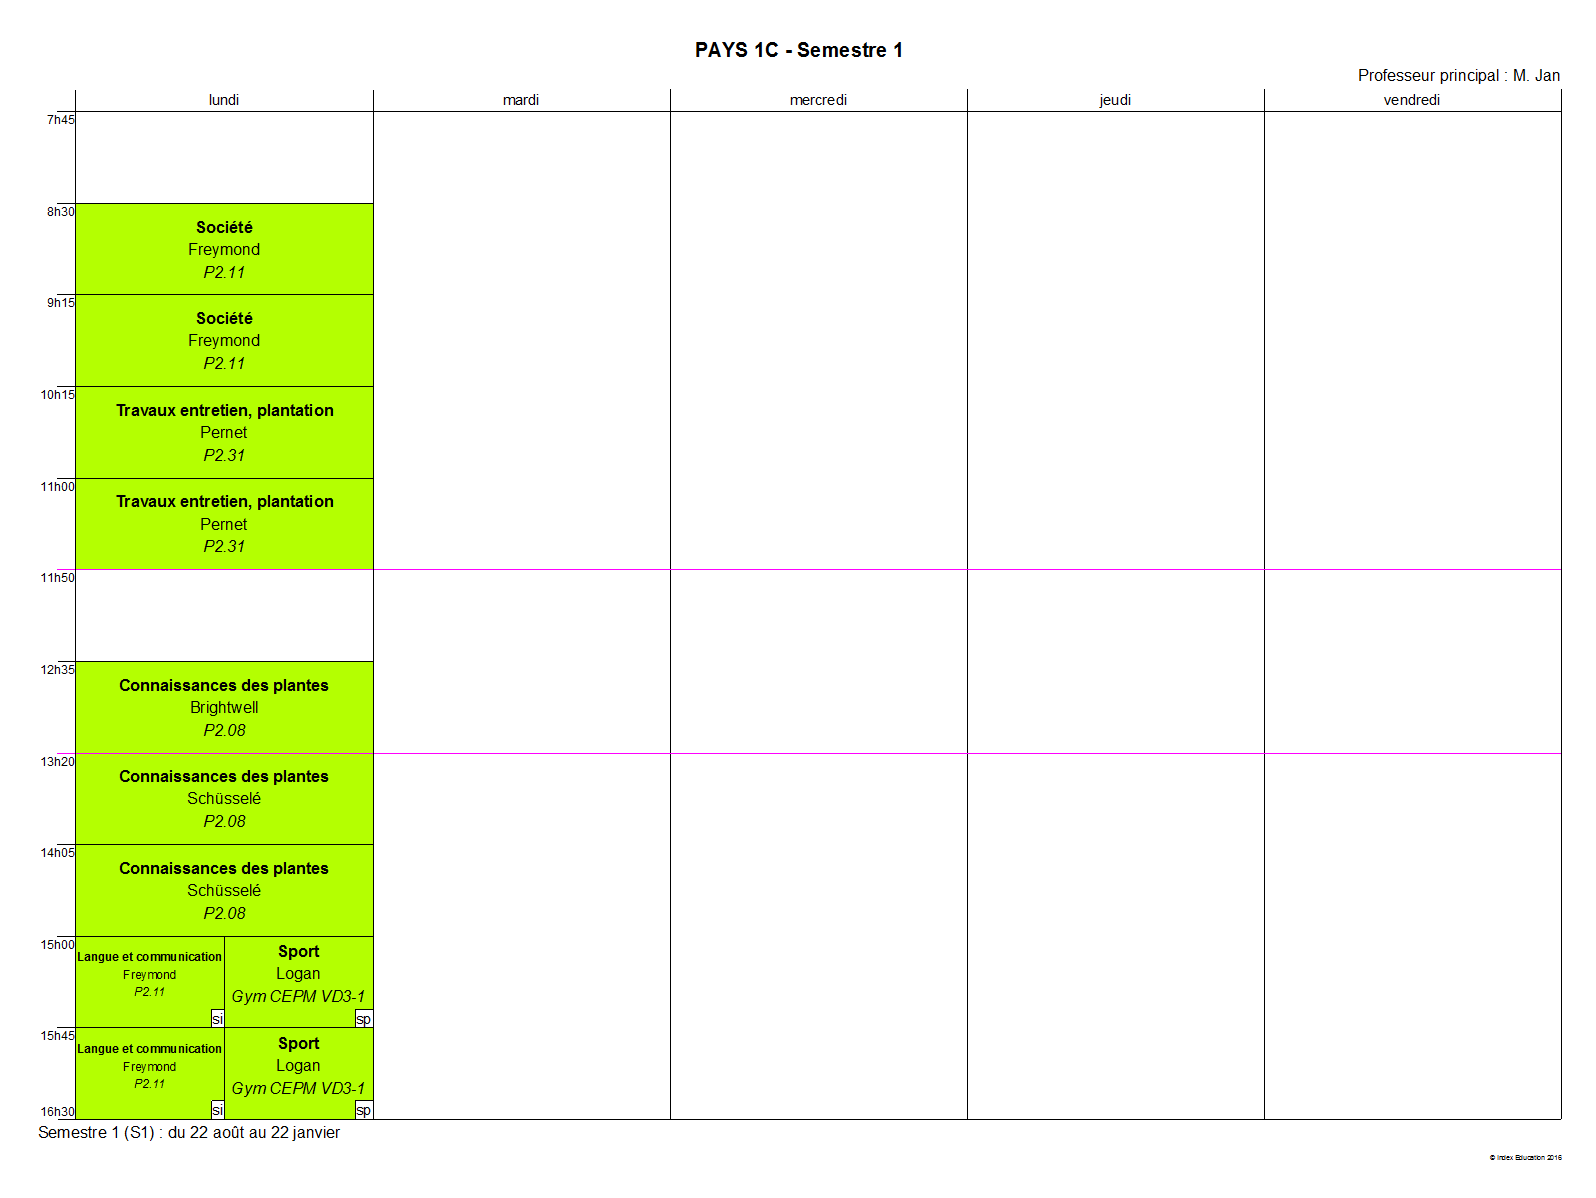 PAYS 1C - Semestre 1
Professeur principal : M. Jan
lundi
mardi
mercredi
jeudi
vendredi
7h45
8h30
Société
Freymond
P2.11
9h15
Société
Freymond
P2.11
10h15
Travaux entretien, plantation
Pernet
P2.31
11h00
Travaux entretien, plantation
Pernet
P2.31
11h50
12h35
Connaissances des plantes
Brightwell
P2.08
13h20
Connaissances des plantes
Schüsselé
P2.08
14h05
Connaissances des plantes
Schüsselé
P2.08
15h00
Langue et communication
Freymond
P2.11
si
Sport
Logan
Gym CEPM VD3-1
sp
15h45
Langue et communication
Freymond
P2.11
si
Sport
Logan
Gym CEPM VD3-1
sp
16h30
Semestre 1 (S1) : du 22 août au 22 janvier
© Index Education 2016